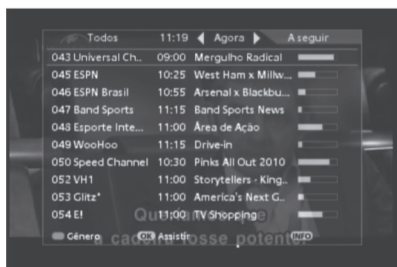 Todos 11:19 Agora A seguir
043 Universal Ch.. 09:00 Mergulho Radical
045 ESPN 10:25 West Ham x Millw...
046 ESPN Brasil 10:55 Arsenal x Blackbu...
047 Band Sports 11:15 Band Sports News
048 Esporte Inte... 11:00 Área de Ação
049 WooHoo 11:15 Drive-in
050 Speed Channel 10:30 Pinks All Out 2010
052 VH1 11:00 Storytellers - King..
053 Glitz* 11:00 America's Next G..
054 E! 11:00 TV Shopping
Gênero OK Assistir INFO
a cadeira fosse potente